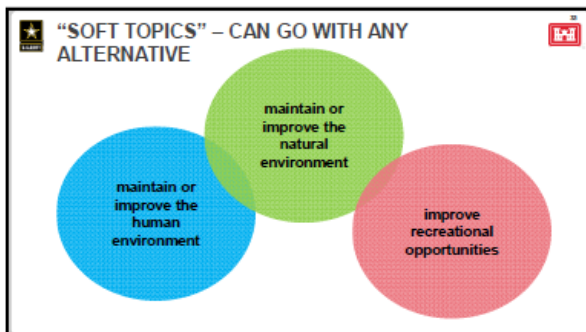 "SOFT TOPICS" – CAN GO WITH ANY
ALTERNATIVE
maintain or
improve the
natural
environment
maintain or
improve the
human
environment
improve
recreational
opportunities